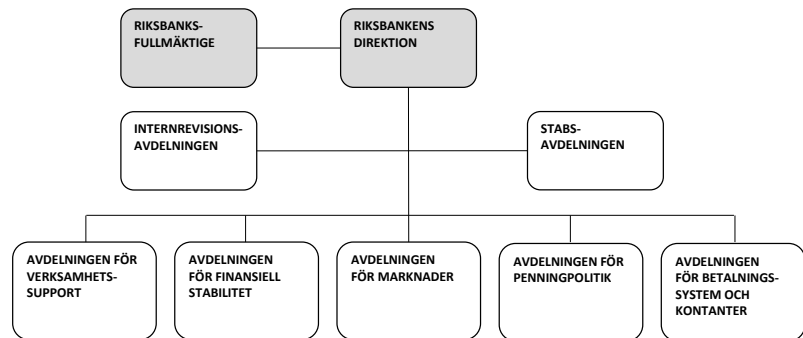 RIKSBANKS-
FULLMÄKTIGE
RIKSBANKENS
DIREKTION
INTERNREVISIONS-
AVDELNINGEN
STABS-
AVDELNINGEN
AVDELNINGEN FÖR
VERKSAMHETS-
SUPPORT
AVDELNINGEN
FÖR FINANSIELL
STABILITET
AVDELNINGEN
FÖR MARKNADER
AVDELNINGEN FÖR
PENNINGPOLITIK
AVDELNINGEN
FÖR BETALNINGS-
SYSTEM OCH
KONTANTER